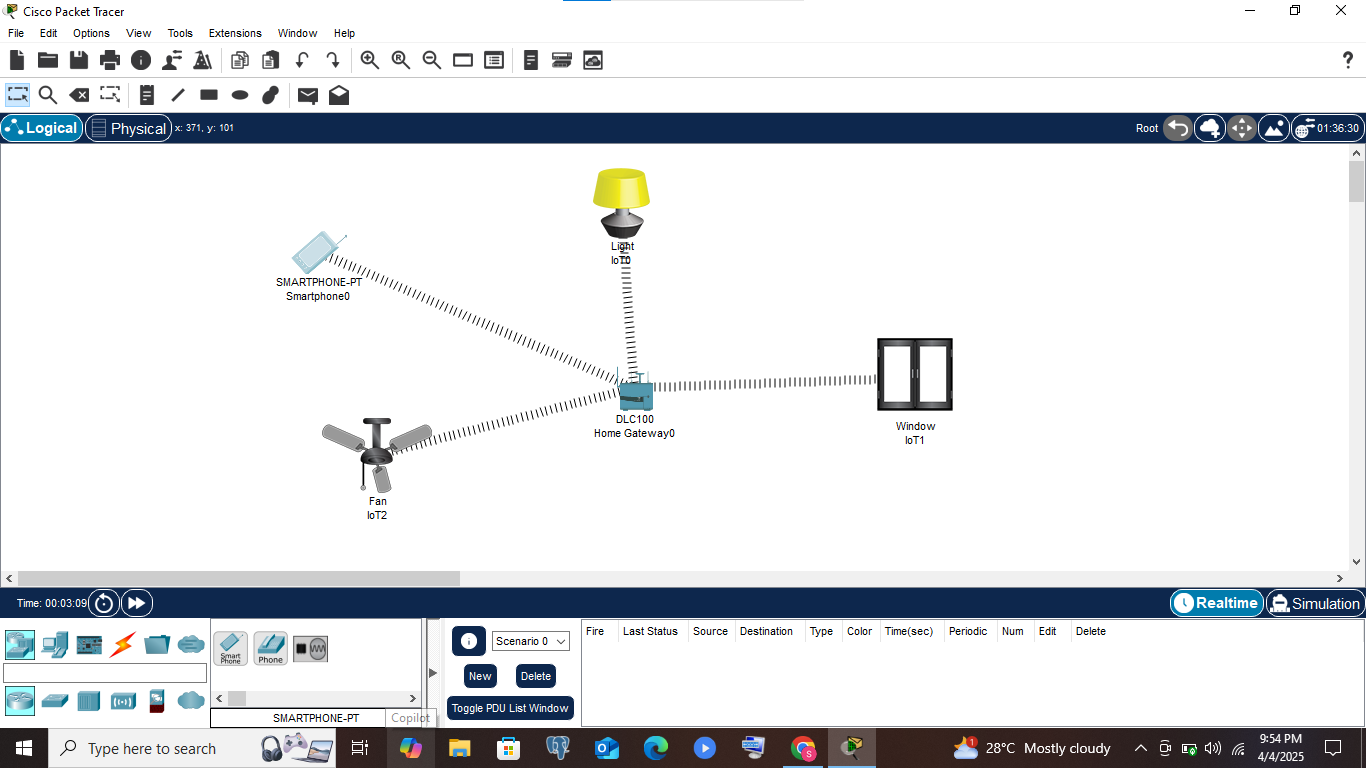 Cisco Packet Tracer
File Edit Options View Tools Extensions Window Help
?
Logical Physical x: 371, y: 101 Root 01:36:30
Light
IoT0
SMARTPHONE-PT
Smartphone0
DLC100
Home Gateway0
Window
IoT1
Fan
IoT2
Time: 00:03:09 Realtime Simulation
Smart
Phone
Phone
SMARTPHONE-PT
Copilot
Scenario 0
New Delete
Toggle PDU List Window
Fire Last Status Source Destination Type Color Time(sec) Periodic Num Edit Delete
Type here to search
S
1
28°C Mostly cloudy
9:54 PM
4/4/2025